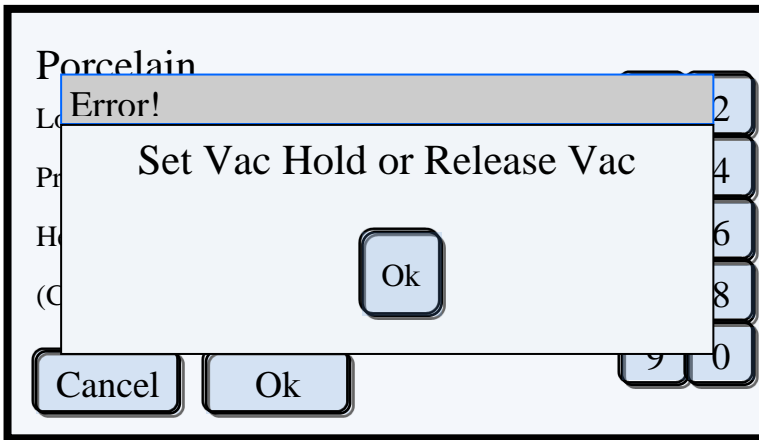 Porcelain
Error!
Set Vac Hold or Release Vac
Ok
2
4
6
8
9 0
Cancel Ok